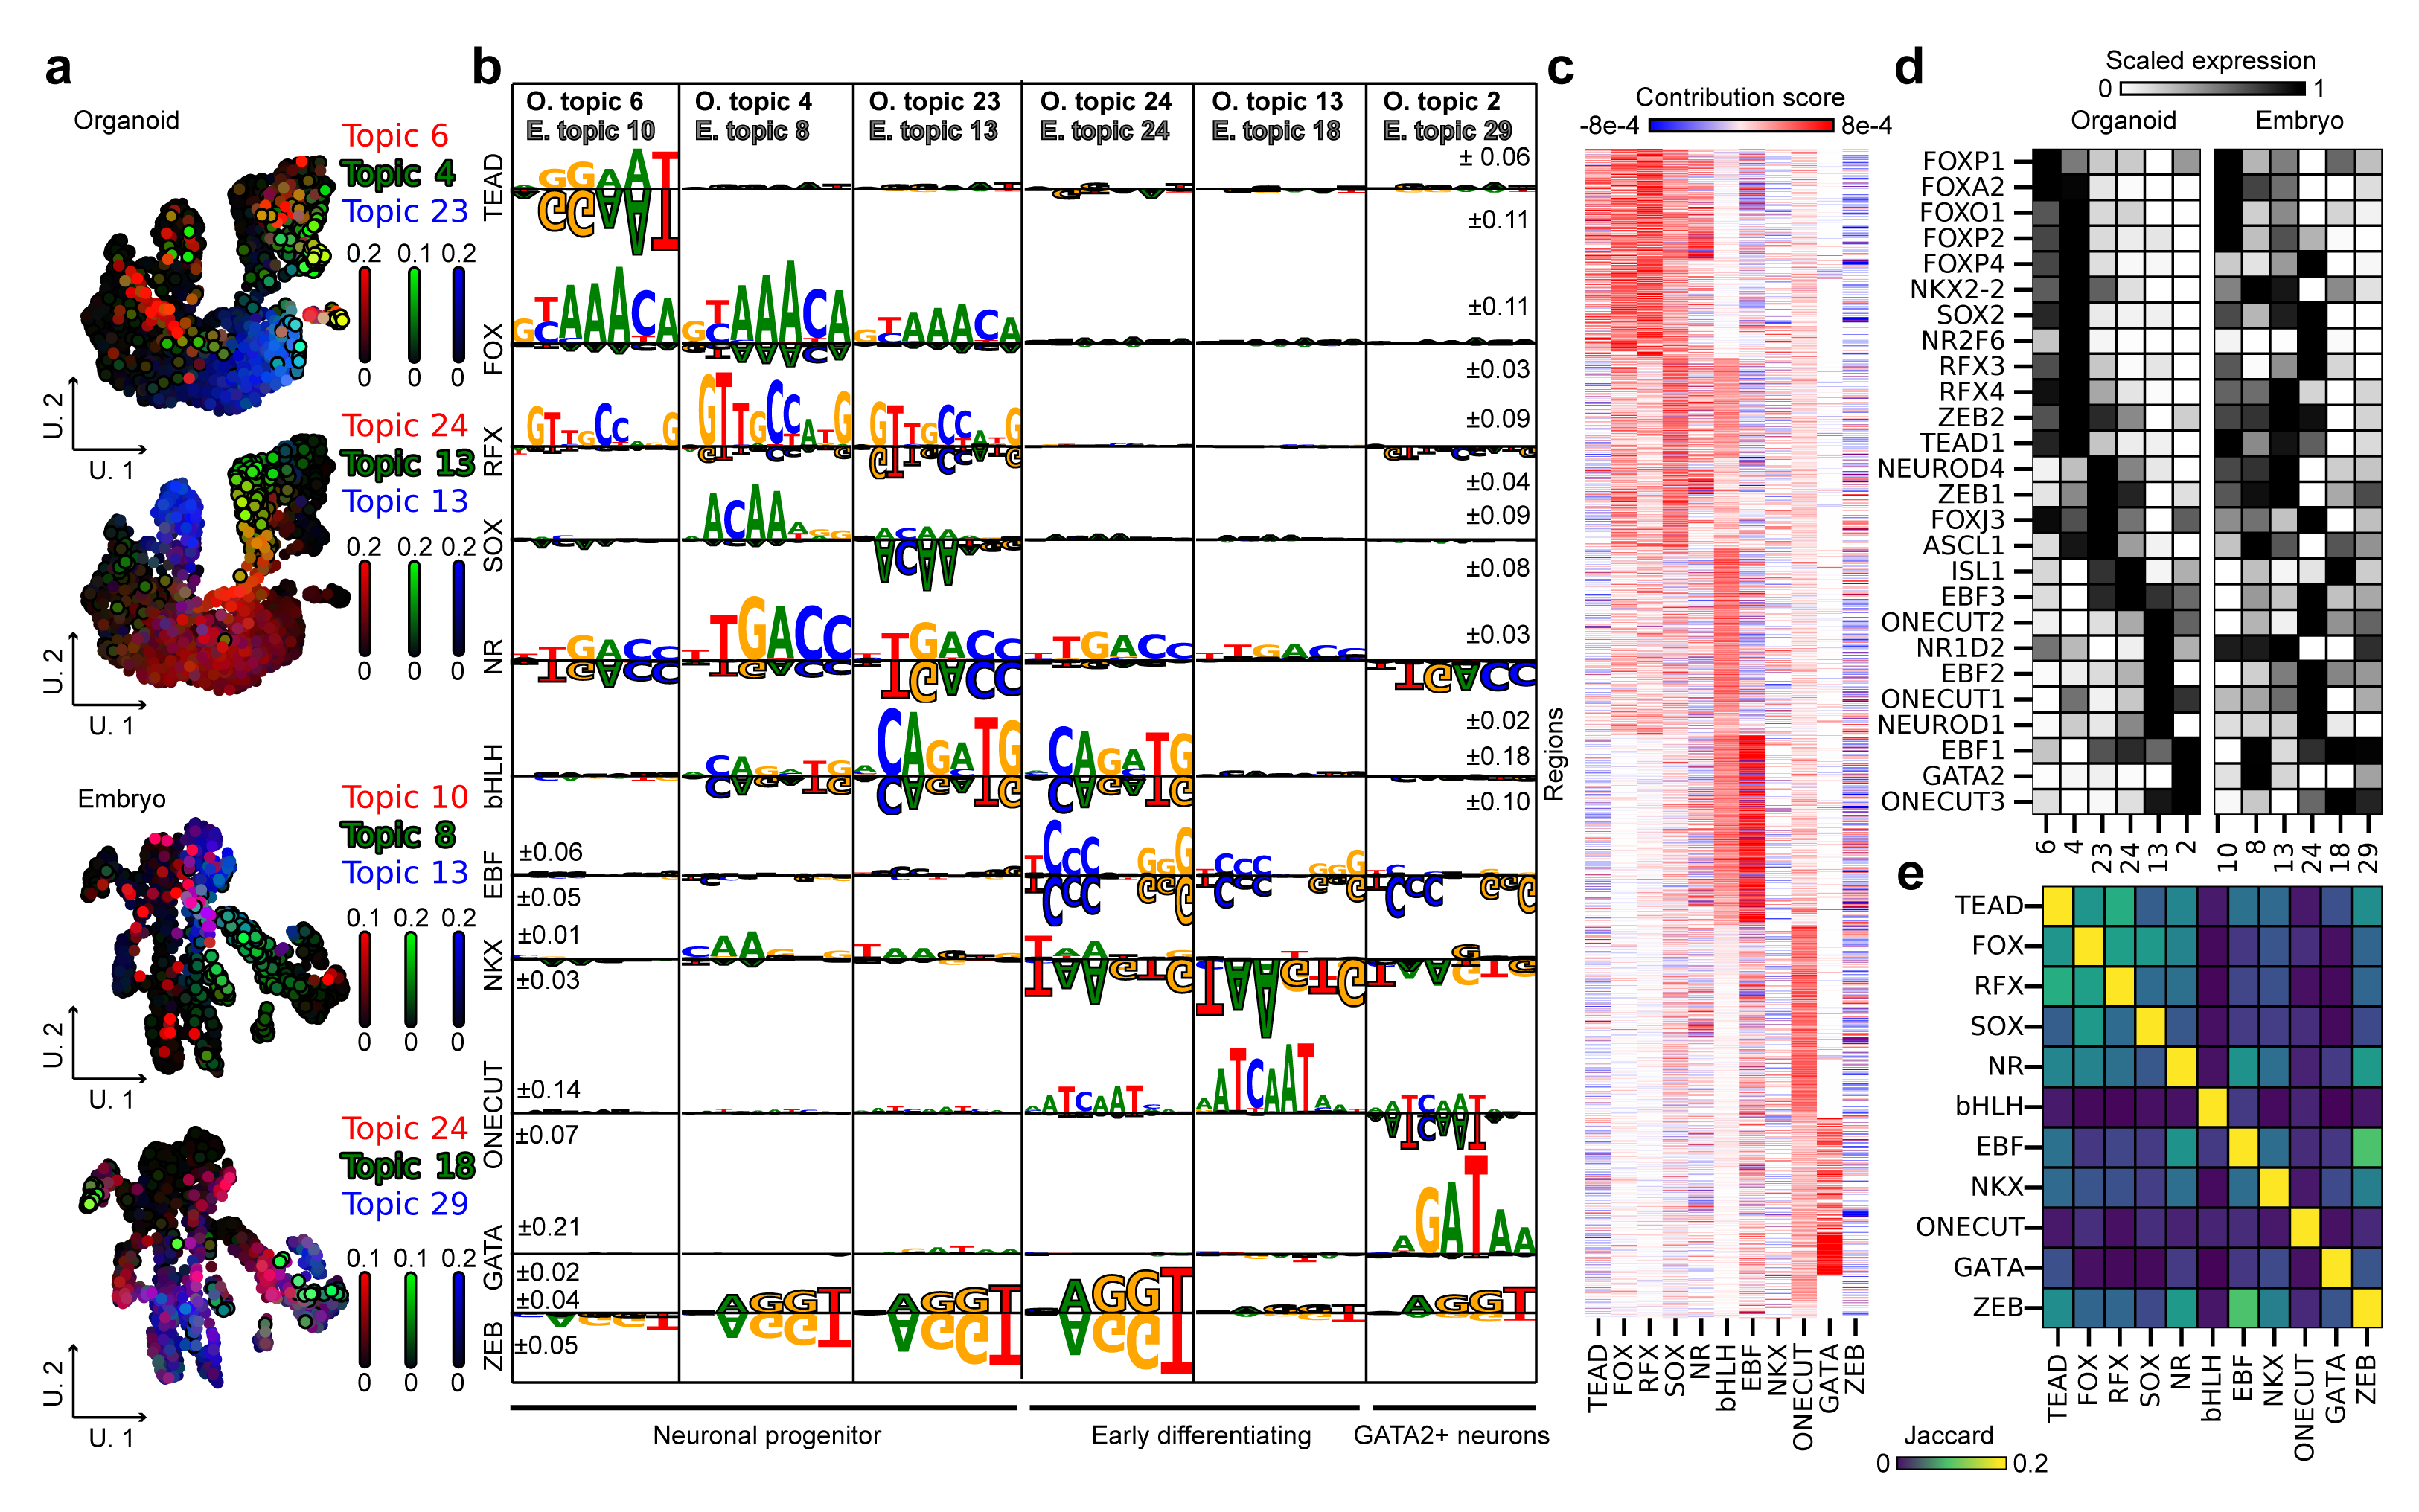 a
Organoid
Topic 6
Topic 4
Topic 23
0.2 0.1 0.2
0 0 0
U. 2
U. 1
Topic 24
Topic 13
Topic 13
0.2 0.2 0.2
0 0 0
U. 2
U. 1
Embryo
Topic 10
Topic 8
Topic 13
0.1 0.2 0.2
0 0 0
U. 2
U. 1
Topic 24
Topic 18
Topic 29
0.1 0.1 0.2
0 0 0
U. 2
U. 1
b
O. topic 6 O. topic 4 O. topic 23 O. topic 24 O. topic 13 O. topic 2
E. topic 10 E. topic 8 E. topic 13 E. topic 24 E. topic 18 E. topic 29
TEAD
± 0.06
±0.11
FOX
±0.11
±0.03
RFX
±0.09
±0.04
SOX
±0.09
±0.08
NR
±0.03
±0.02
bHLH
±0.18
±0.10
EBF
±0.06
±0.05
NKX
±0.01
±0.03
ONECUT
±0.14
±0.07
GATA
±0.21
±0.02
ZEB
±0.04
±0.05
Neuronal progenitor Early differentiating GATA2+ neurons
c
Contribution score
-8e-4 8e-4
Regions
TEAD FOX RFX SOX NR bHLH EBF NKX ONECUT GATA ZEB
d
Scaled expression
0 1
Organoid Embryo
FOXP1
FOXA2
FOXO1
FOXP2
FOXP4
NKX2-2
SOX2
NR2F6
RFX3
RFX4
ZEB2
TEAD1
NEUROD4
ZEB1
FOXJ3
ASCL1
ISL1
EBF3
ONECUT2
NR1D2
EBF2
ONECUT1
NEUROD1
EBF1
GATA2
ONECUT3
6 4 23 24 13 2 10 8 13 24 18 29
e
TEAD
FOX
RFX
SOX
NR
bHLH
EBF
NKX
ONECUT
GATA
ZEB
TEAD FOX RFX SOX NR bHLH EBF NKX ONECUT GATA ZEB
Jaccard
0 0.2